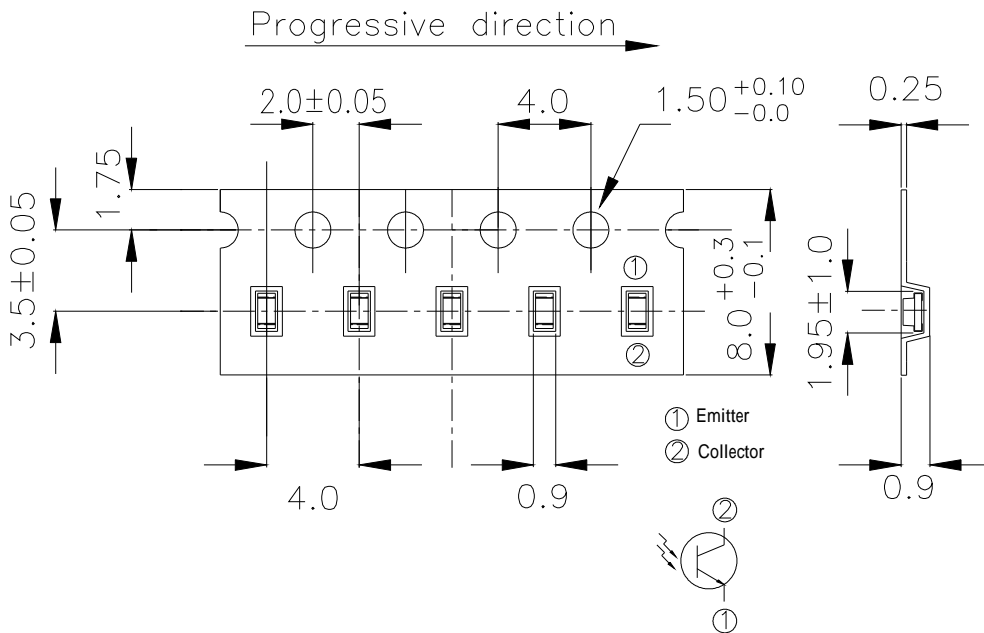 Progressive direction
2.0±0.05
4.0
1.50 +0.10 -0.0
0.25
1.75
3.5±0.05
8.0 +0.3 -0.1
1.95±1.0
①
②
① Emitter
② Collector
4.0
0.9
0.9
②
①